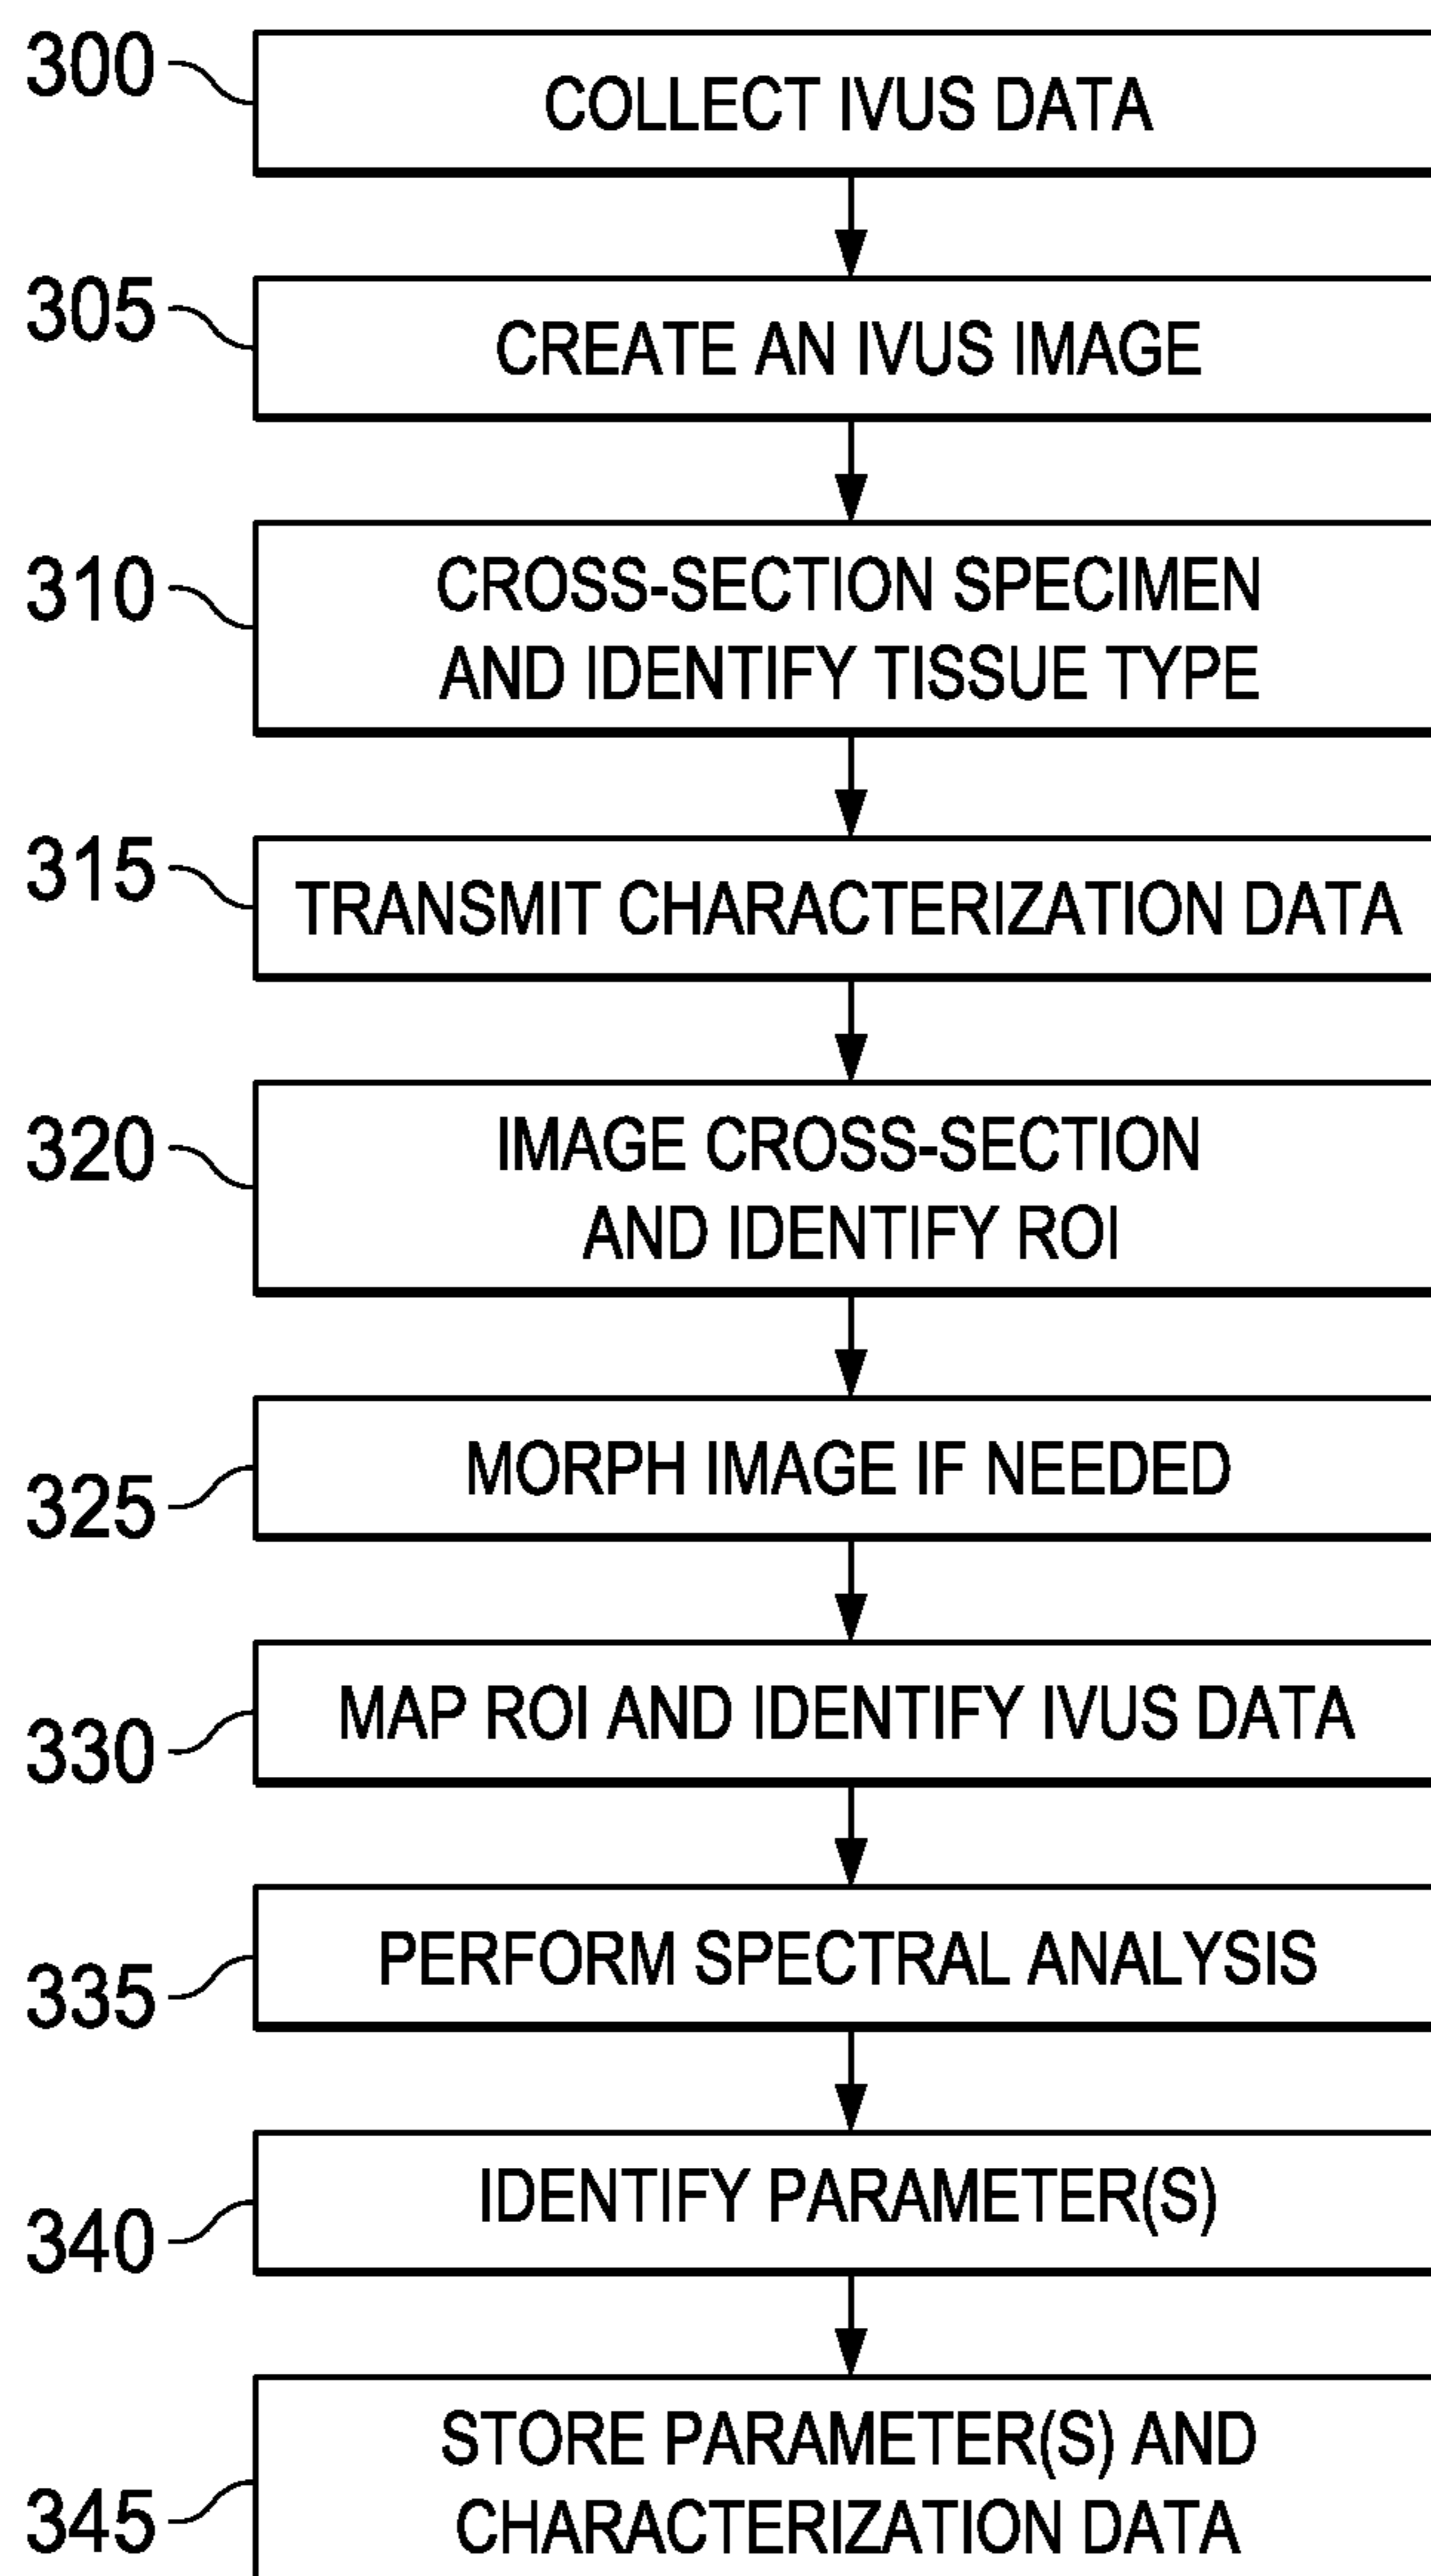 300
COLLECT IVUS DATA
305
CREATE AN IVUS IMAGE
310
CROSS-SECTION SPECIMEN
AND IDENTIFY TISSUE TYPE
315
TRANSMIT CHARACTERIZATION DATA
320
IMAGE CROSS-SECTION
AND IDENTIFY ROI
325
MORPH IMAGE IF NEEDED
330
MAP ROI AND IDENTIFY IVUS DATA
335
PERFORM SPECTRAL ANALYSIS
340
IDENTIFY PARAMETER(S)
345
STORE PARAMETER(S) AND
CHARACTERIZATION DATA